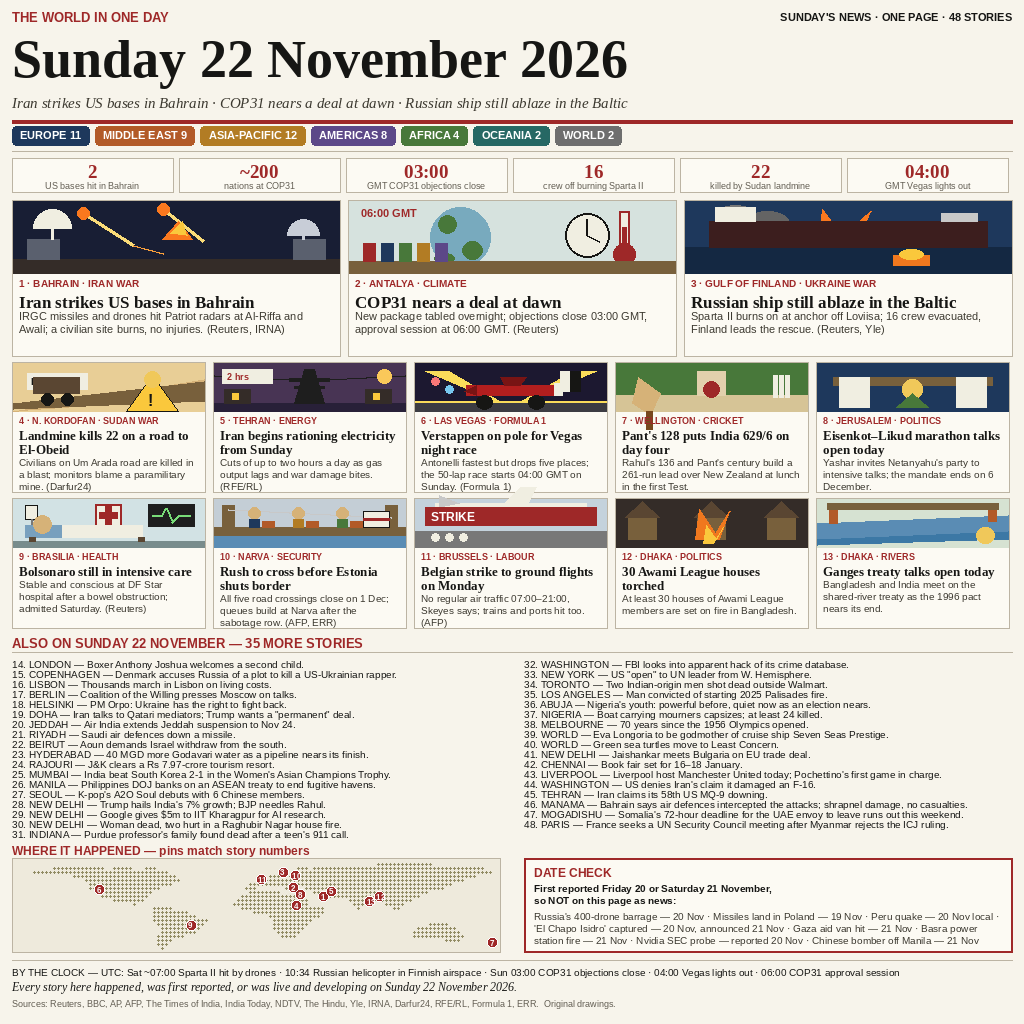 THE WORLD IN ONE DAY
SUNDAY'S NEWS · ONE PAGE · 48 STORIES
Sunday 22 November 2026
Iran strikes US bases in Bahrain · COP31 nears a deal at dawn · Russian ship still ablaze in the Baltic
EUROPE 11
MIDDLE EAST 9
ASIA-PACIFIC 12
AMERICAS 8
AFRICA 4
OCEANIA 2
WORLD 2
2
US bases hit in Bahrain
~200
nations at COP31
03:00
GMT COP31 objections close
16
crew off burning Sparta II
22
killed by Sudan landmine
04:00
GMT Vegas lights out
1 · BAHRAIN · IRAN WAR
Iran strikes US bases in Bahrain
IRGC missiles and drones hit Patriot radars at Al-Riffa and
Awali; a civilian site burns, no injuries. (Reuters, IRNA)
06:00 GMT
2 · ANTALYA · CLIMATE
COP31 nears a deal at dawn
New package tabled overnight; objections close 03:00 GMT,
approval session at 06:00 GMT. (Reuters)
3 · GULF OF FINLAND · UKRAINE WAR
Russian ship still ablaze in the Baltic
Sparta II burns on at anchor off Loviisa; 16 crew evacuated,
Finland leads the rescue. (Reuters, Yle)
!
4 · N. KORDOFAN · SUDAN WAR
Landmine kills 22 on a road to
El-Obeid
Civilians on Um Arada road are killed in
a blast; monitors blame a paramilitary
mine. (Darfur24)
2 hrs
5 · TEHRAN · ENERGY
Iran begins rationing electricity
from Sunday
Cuts of up to two hours a day as gas
output lags and war damage bites.
(RFE/RL)
6 · LAS VEGAS · FORMULA 1
Verstappen on pole for Vegas
night race
Antonelli fastest but drops five places;
the 50-lap race starts 04:00 GMT on
Sunday. (Formula 1)
7 · WELLINGTON · CRICKET
Pant's 128 puts India 629/6 on
day four
Rahul's 136 and Pant's century build a
261-run lead over New Zealand at lunch
in the first Test.
8 · JERUSALEM · POLITICS
Eisenkot–Likud marathon talks
open today
Yashar invites Netanyahu's party to
intensive talks; the mandate ends on 6
December.
9 · BRASILIA · HEALTH
Bolsonaro still in intensive care
Stable and conscious at DF Star
hospital after a bowel obstruction;
admitted Saturday. (Reuters)
10 · NARVA · SECURITY
Rush to cross before Estonia
shuts border
All five road crossings close on 1 Dec;
queues build at Narva after the
sabotage row. (AFP, ERR)
STRIKE
11 · BRUSSELS · LABOUR
Belgian strike to ground flights
on Monday
No regular air traffic 07:00–21:00,
Skeyes says; trains and ports hit too.
(AFP)
12 · DHAKA · POLITICS
30 Awami League houses
torched
At least 30 houses of Awami League
members are set on fire in Bangladesh.
13 · DHAKA · RIVERS
Ganges treaty talks open today
Bangladesh and India meet on the
shared-river treaty as the 1996 pact
nears its end.
ALSO ON SUNDAY 22 NOVEMBER — 35 MORE STORIES
14. LONDON — Boxer Anthony Joshua welcomes a second child.
15. COPENHAGEN — Denmark accuses Russia of a plot to kill a US-Ukrainian rapper.
16. LISBON — Thousands march in Lisbon on living costs.
17. BERLIN — Coalition of the Willing presses Moscow on talks.
18. HELSINKI — PM Orpo: Ukraine has the right to fight back.
19. DOHA — Iran talks to Qatari mediators; Trump wants a "permanent" deal.
20. JEDDAH — Air India extends Jeddah suspension to Nov 24.
21. RIYADH — Saudi air defences down a missile.
22. BEIRUT — Aoun demands Israel withdraw from the south.
23. HYDERABAD — 40 MGD more Godavari water as a pipeline nears its finish.
24. RAJOURI — J&K clears a Rs 7.97-crore tourism resort.
25. MUMBAI — India beat South Korea 2-1 in the Women's Asian Champions Trophy.
26. MANILA — Philippines DOJ banks on an ASEAN treaty to end fugitive havens.
27. SEOUL — K-pop's A2O Soul debuts with 6 Chinese members.
28. NEW DELHI — Trump hails India's 7% growth; BJP needles Rahul.
29. NEW DELHI — Google gives $5m to IIT Kharagpur for AI research.
30. NEW DELHI — Woman dead, two hurt in a Raghubir Nagar house fire.
31. INDIANA — Purdue professor's family found dead after a teen's 911 call.
32. WASHINGTON — FBI looks into apparent hack of its crime database.
33. NEW YORK — US "open" to UN leader from W. Hemisphere.
34. TORONTO — Two Indian-origin men shot dead outside Walmart.
35. LOS ANGELES — Man convicted of starting 2025 Palisades fire.
36. ABUJA — Nigeria's youth: powerful before, quiet now as an election nears.
37. NIGERIA — Boat carrying mourners capsizes; at least 24 killed.
38. MELBOURNE — 70 years since the 1956 Olympics opened.
39. WORLD — Eva Longoria to be godmother of cruise ship Seven Seas Prestige.
40. WORLD — Green sea turtles move to Least Concern.
41. NEW DELHI — Jaishankar meets Bulgaria on EU trade deal.
42. CHENNAI — Book fair set for 16–18 January.
43. LIVERPOOL — Liverpool host Manchester United today; Pochettino's first game in charge.
44. WASHINGTON — US denies Iran's claim it damaged an F-16.
45. TEHRAN — Iran claims its 58th US MQ-9 downing.
46. MANAMA — Bahrain says air defences intercepted the attacks; shrapnel damage, no casualties.
47. MOGADISHU — Somalia's 72-hour deadline for the UAE envoy to leave runs out this weekend.
48. PARIS — France seeks a UN Security Council meeting after Myanmar rejects the ICJ ruling.
WHERE IT HAPPENED — pins match story numbers
6
9
11
3
2
8
4
1
5
7
DATE CHECK
First reported Friday 20 or Saturday 21 November,
so NOT on this page as news:
Russia's 400-drone barrage — 20 Nov · Missiles land in Poland — 19 Nov · Peru quake — 20 Nov local ·
'El Chapo Isidro' captured — 20 Nov, announced 21 Nov · Gaza aid van hit — 21 Nov · Basra power
station fire — 21 Nov · Nvidia SEC probe — reported 20 Nov · Chinese bomber off Manila — 21 Nov
BY THE CLOCK — UTC: Sat ~07:00 Sparta II hit by drones · 10:34 Russian helicopter in Finnish airspace · Sun 03:00 COP31 objections close · 04:00 Vegas lights out · 06:00 COP31 approval session
Every story here happened, was first reported, or was live and developing on Sunday 22 November 2026.
Sources: Reuters, BBC, AP, AFP, The Times of India, India Today, NDTV, The Hindu, Yle, IRNA, Darfur24, RFE/RL, Formula 1, ERR. Original drawings.